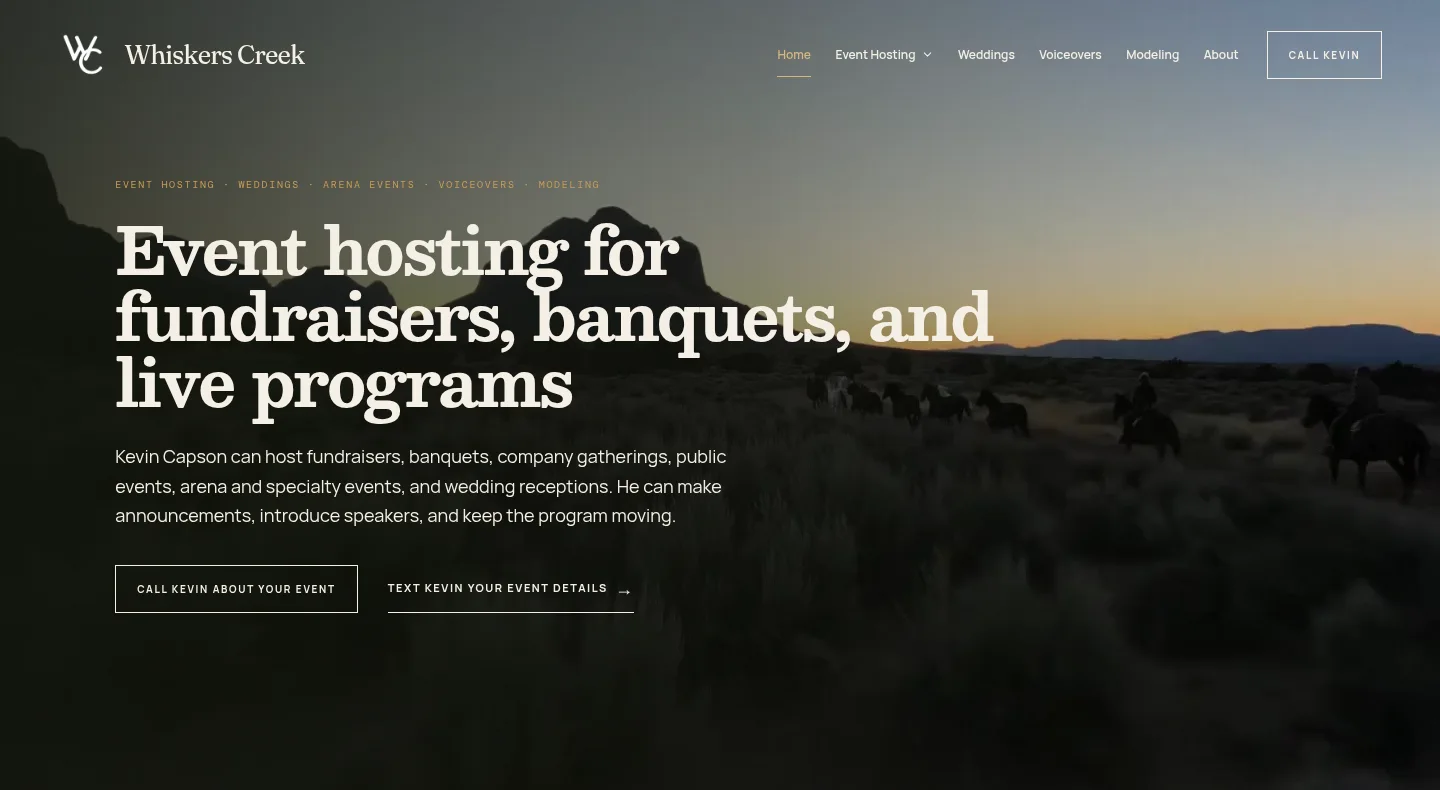 WC
Whiskers Creek
Home
Event Hosting
Weddings
Voiceovers
Modeling
About
CALL KEVIN
EVENT HOSTING · WEDDINGS · ARENA EVENTS · VOICEOVERS · MODELING
Event hosting for
fundraisers, banquets, and
live programs
Kevin Capson can host fundraisers, banquets, company gatherings, public
events, arena and specialty events, and wedding receptions. He can make
announcements, introduce speakers, and keep the program moving.
CALL KEVIN ABOUT YOUR EVENT
TEXT KEVIN YOUR EVENT DETAILS →